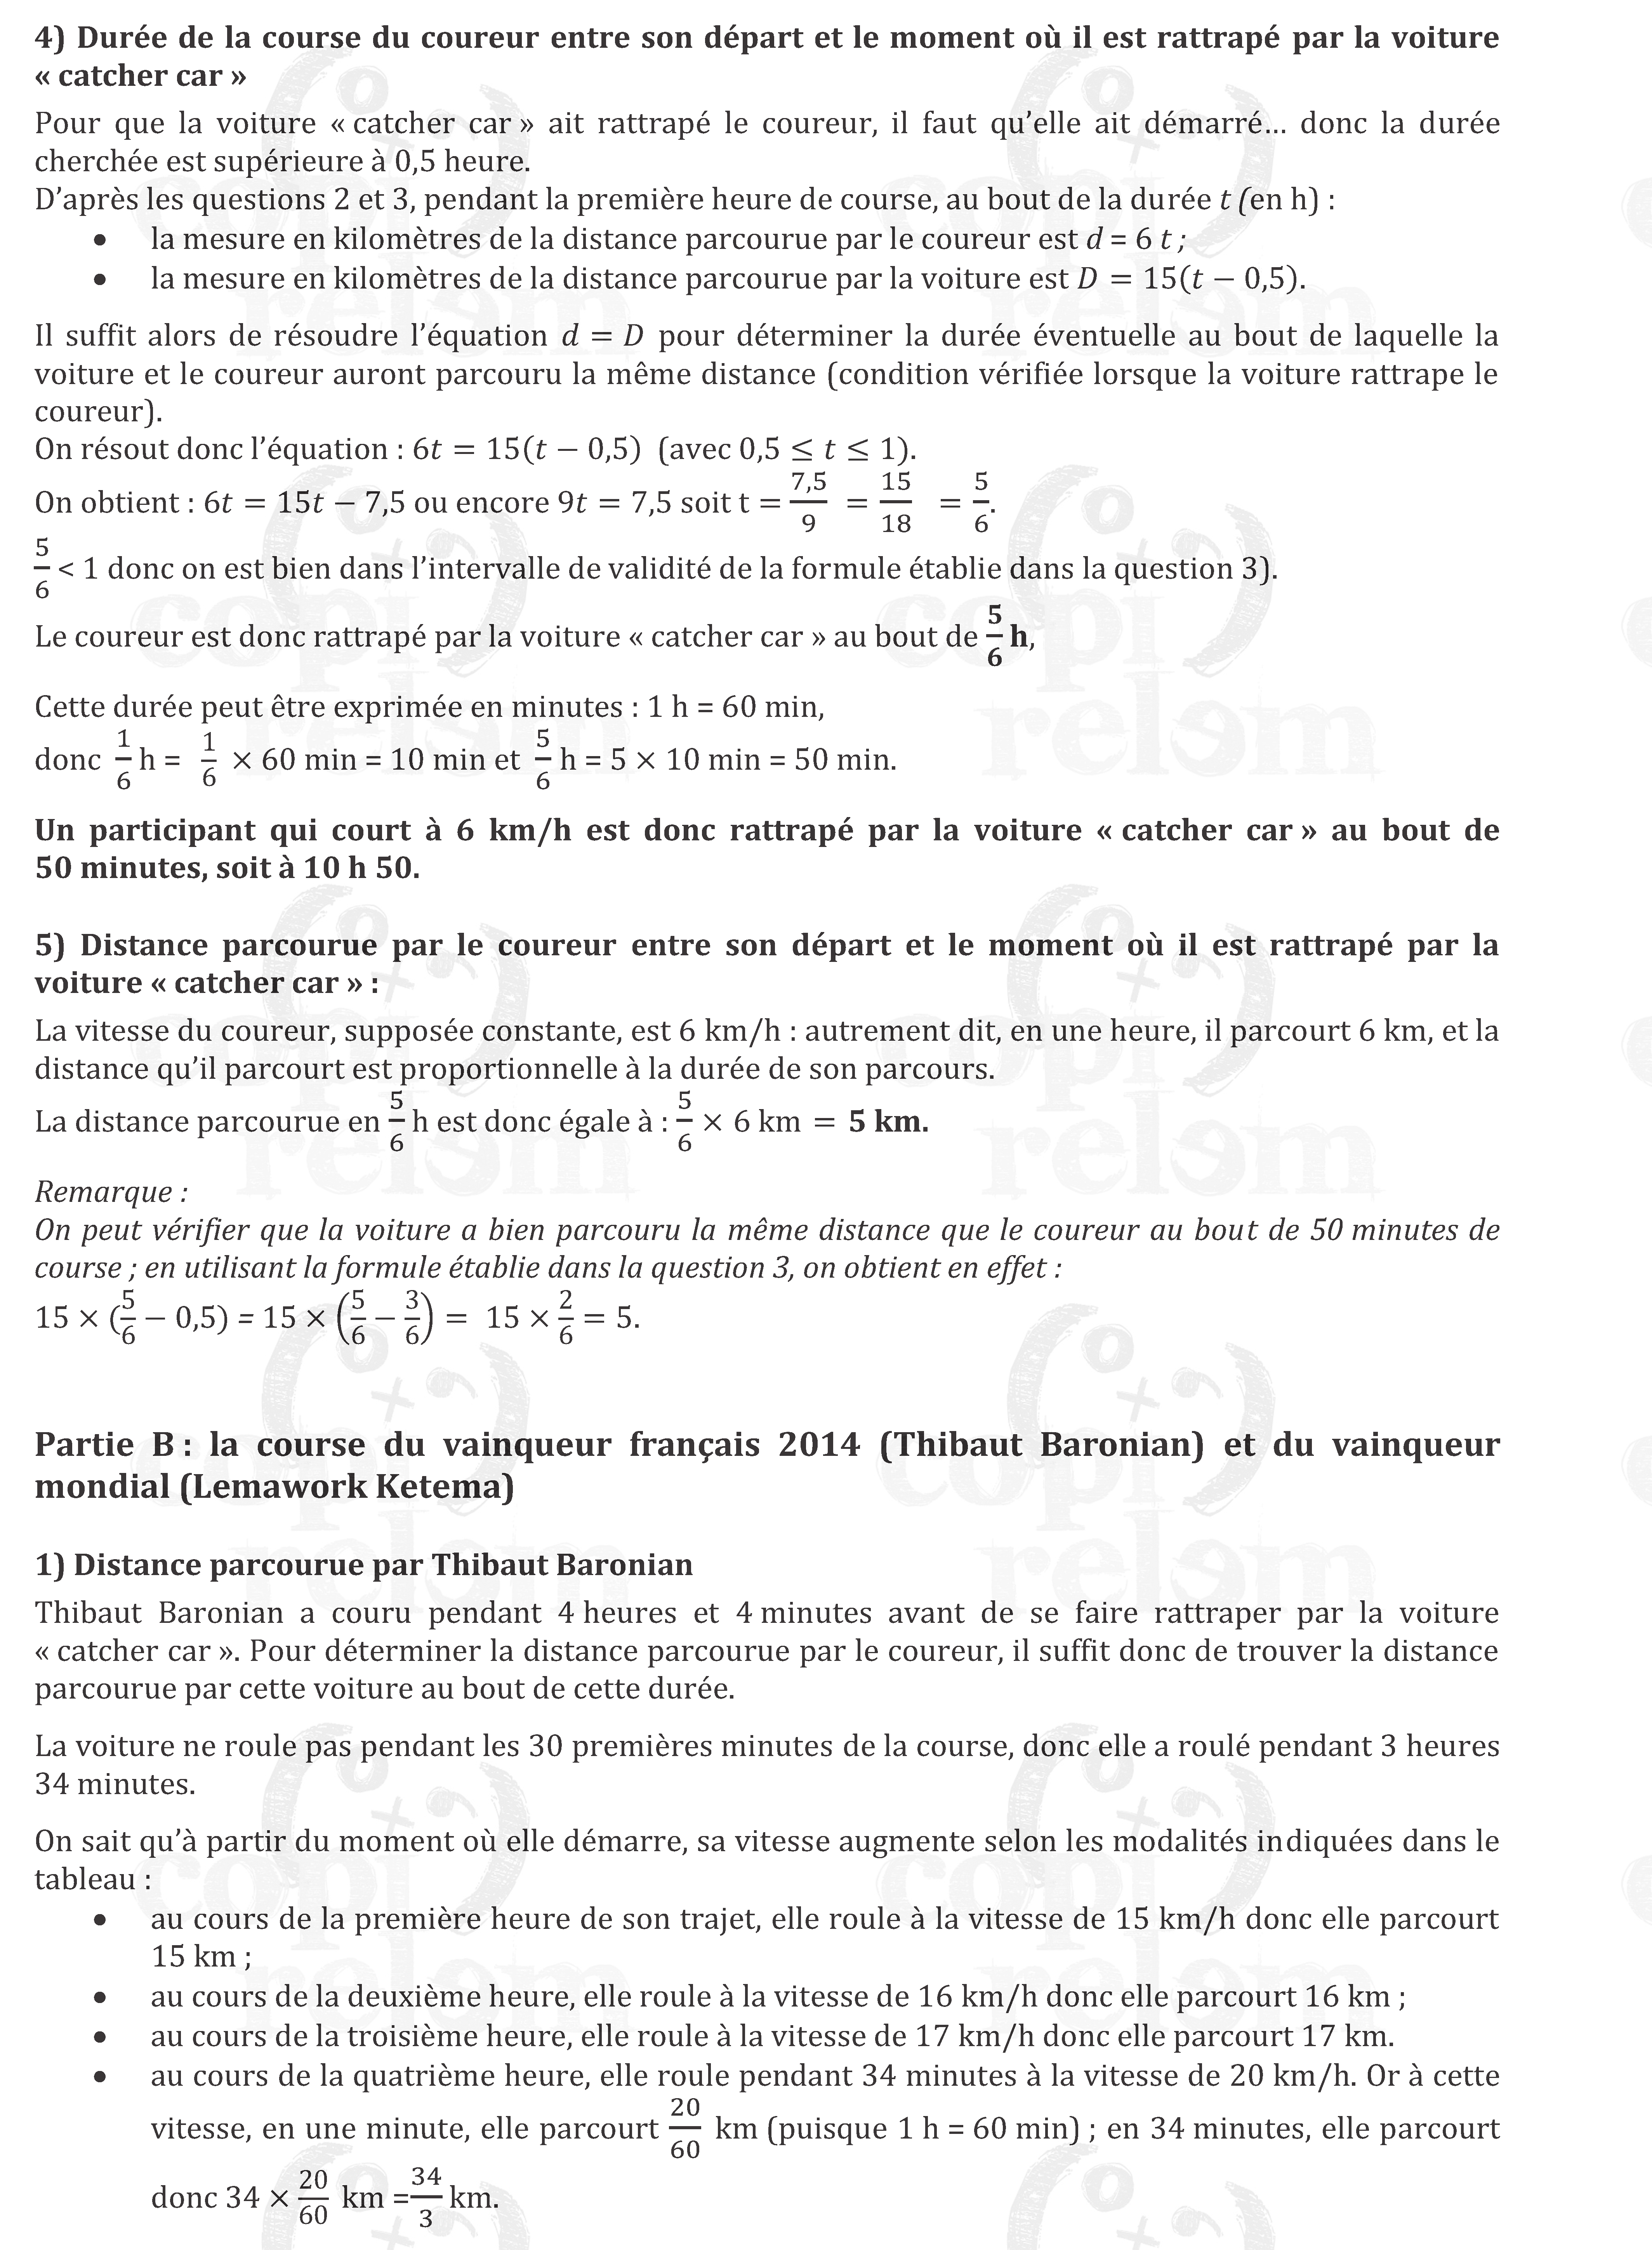 4) Durée de la course du coureur entre son départ et le moment où il est rattrapé par la voiture
« catcher car »
Pour que la voiture « catcher car » ait rattrapé le coureur, il faut qu’elle ait démarré… donc la durée
cherchée est supérieure à 0,5 heure.
D’après les questions 2 et 3, pendant la première heure de course, au bout de la durée t (en h) :
• la mesure en kilomètres de la distance parcourue par le coureur est d = 6 t ;
• la mesure en kilomètres de la distance parcourue par la voiture est D = 15(t − 0,5).
Il suffit alors de résoudre l’équation d = D pour déterminer la durée éventuelle au bout de laquelle la
voiture et le coureur auront parcouru la même distance (condition vérifiée lorsque la voiture rattrape le
coureur).
On résout donc l’équation : 6t = 15(t − 0,5) (avec 0,5 ≤ t ≤ 1).
On obtient : 6t = 15t − 7,5 ou encore 9t = 7,5 soit t = 7,5/9 = 15/18 = 5/6.
5/6 < 1 donc on est bien dans l’intervalle de validité de la formule établie dans la question 3).
Le coureur est donc rattrapé par la voiture « catcher car » au bout de 5/6 h,
Cette durée peut être exprimée en minutes : 1 h = 60 min,
donc 1/6 h = 1/6 × 60 min = 10 min et 5/6 h = 5 × 10 min = 50 min.
Un participant qui court à 6 km/h est donc rattrapé par la voiture « catcher car » au bout de
50 minutes, soit à 10 h 50.
5) Distance parcourue par le coureur entre son départ et le moment où il est rattrapé par la
voiture « catcher car » :
La vitesse du coureur, supposée constante, est 6 km/h : autrement dit, en une heure, il parcourt 6 km, et la
distance qu’il parcourt est proportionnelle à la durée de son parcours.
La distance parcourue en 5/6 h est donc égale à : 5/6 × 6 km = 5 km.
Remarque :
On peut vérifier que la voiture a bien parcouru la même distance que le coureur au bout de 50 minutes de
course ; en utilisant la formule établie dans la question 3, on obtient en effet :
15 × (5/6 − 0,5) = 15 × (5/6 − 3/6) = 15 × 2/6 = 5.
Partie B : la course du vainqueur français 2014 (Thibaut Baronian) et du vainqueur
mondial (Lemawork Ketema)
1) Distance parcourue par Thibaut Baronian
Thibaut Baronian a couru pendant 4 heures et 4 minutes avant de se faire rattraper par la voiture
« catcher car ». Pour déterminer la distance parcourue par le coureur, il suffit donc de trouver la distance
parcourue par cette voiture au bout de cette durée.
La voiture ne roule pas pendant les 30 premières minutes de la course, donc elle a roulé pendant 3 heures
34 minutes.
On sait qu’à partir du moment où elle démarre, sa vitesse augmente selon les modalités indiquées dans le
tableau :
• au cours de la première heure de son trajet, elle roule à la vitesse de 15 km/h donc elle parcourt
15 km ;
• au cours de la deuxième heure, elle roule à la vitesse de 16 km/h donc elle parcourt 16 km ;
• au cours de la troisième heure, elle roule à la vitesse de 17 km/h donc elle parcourt 17 km.
• au cours de la quatrième heure, elle roule pendant 34 minutes à la vitesse de 20 km/h. Or à cette
vitesse, en une minute, elle parcourt 20/60 km (puisque 1 h = 60 min) ; en 34 minutes, elle parcourt
donc 34 × 20/60 km = 34/3 km.